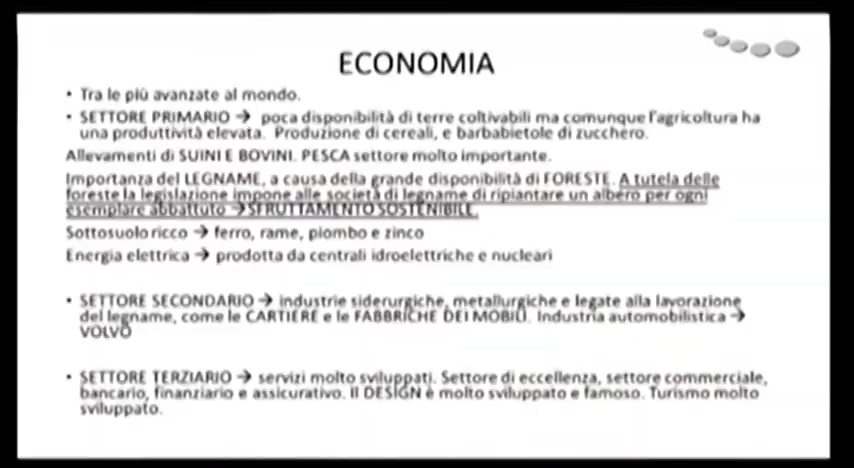 ECONOMIA
• Tra le più avanzate al mondo.
• SETTORE PRIMARIO → poca disponibilità di terre coltivabili ma comunque l'agricoltura ha
una produttività elevata. Produzione di cereali, e barbabietole di zucchero.
Allevamenti di SUINI E BOVINI. PESCA settore molto importante.
Importanza del LEGNAME, a causa della grande disponibilità di FORESTE. A tutela delle
foreste la legislazione impone alle società di legname di ripiantare un albero per ogni
esemplare abbattuto →SFRUTTAMENTO SOSTENIBILE.
Sottosuolo ricco → ferro, rame, piombo e zinco
Energia elettrica → prodotta da centrali idroelettriche e nucleari
• SETTORE SECONDARIO → industrie siderurgiche, metallurgiche e legate alla lavorazione
del legname, come le CARTIERE e le FABBRICHE DEI MOBILI. Industria automobilistica →
VOLVO
• SETTORE TERZIARIO → servizi molto sviluppati. Settore di eccellenza, settore commerciale,
bancario, finanziario e assicurativo. Il DESIGN è molto sviluppato e famoso. Turismo molto
sviluppato.